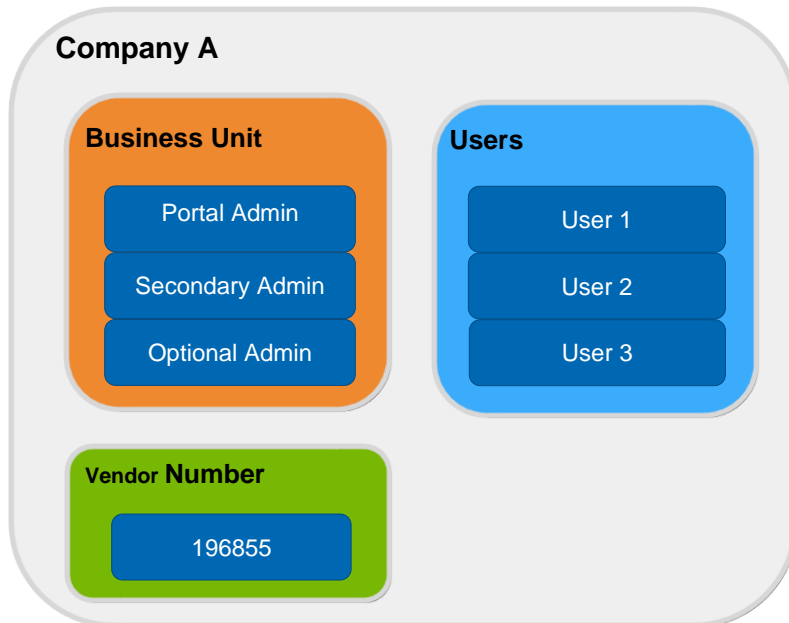 Company A
Business Unit
Portal Admin
Secondary Admin
Optional Admin
Users
User 1
User 2
User 3
Vendor Number
196855